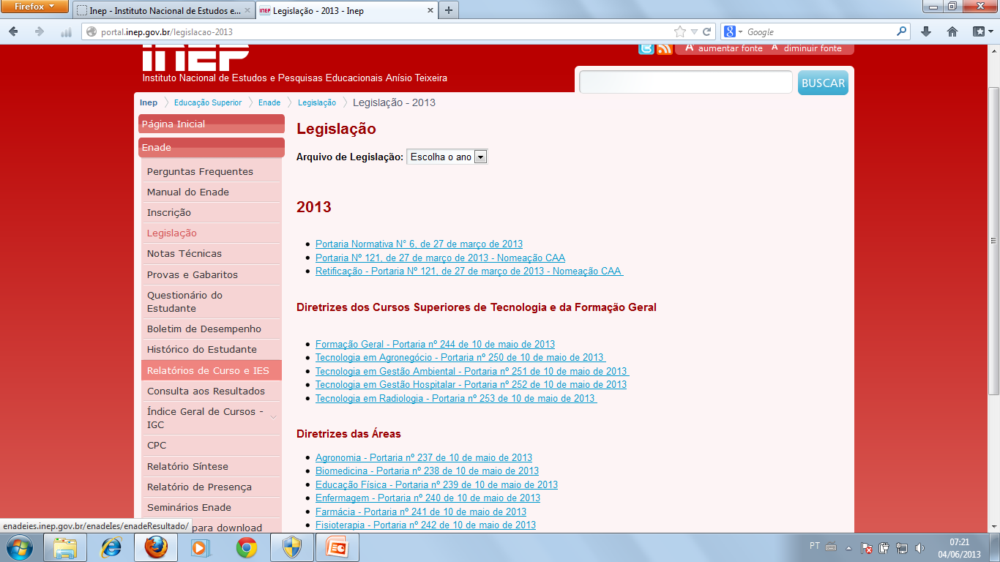 Firefox
Inep - Instituto Nacional de Estudos e...
Legislação - 2013 - Inep
portal.inep.gov.br/legislacao-2013
Google
inep
Instituto Nacional de Estudos e Pesquisas Educacionais Anísio Teixeira
A⁺ aumentar fonte A⁻ diminuir fonte
BUSCAR
Inep Educação Superior Enade Legislação Legislação - 2013
Página Inicial
Enade
Perguntas Frequentes
Manual do Enade
Inscrição
Legislação
Notas Técnicas
Provas e Gabaritos
Questionário do
Estudante
Boletim de Desempenho
Histórico do Estudante
Relatórios de Curso e IES
Consulta aos Resultados
Índice Geral de Cursos -
IGC
CPC
Relatório Síntese
Relatório de Presença
Seminários Enade
para download
Legislação
Arquivo de Legislação: Escolha o ano
2013
Portaria Normativa N° 6, de 27 de março de 2013
Portaria Nº 121, de 27 de março de 2013 - Nomeação CAA
Retificação - Portaria Nº 121, de 27 de março de 2013 - Nomeação CAA
Diretrizes dos Cursos Superiores de Tecnologia e da Formação Geral
Formação Geral - Portaria nº 244 de 10 de maio de 2013
Tecnologia em Agronegócio - Portaria nº 250 de 10 de maio de 2013
Tecnologia em Gestão Ambiental - Portaria nº 251 de 10 de maio de 2013
Tecnologia em Gestão Hospitalar - Portaria nº 252 de 10 de maio de 2013
Tecnologia em Radiologia - Portaria nº 253 de 10 de maio de 2013
Diretrizes das Áreas
Agronomia - Portaria nº 237 de 10 de maio de 2013
Biomedicina - Portaria nº 238 de 10 de maio de 2013
Educação Física - Portaria nº 239 de 10 de maio de 2013
Enfermagem - Portaria nº 240 de 10 de maio de 2013
Farmácia - Portaria nº 241 de 10 de maio de 2013
Fisioterapia - Portaria nº 242 de 10 de maio de 2013
enadeies.inep.gov.br/enadeIes/enadeResultado/
PT
07:21
04/06/2013